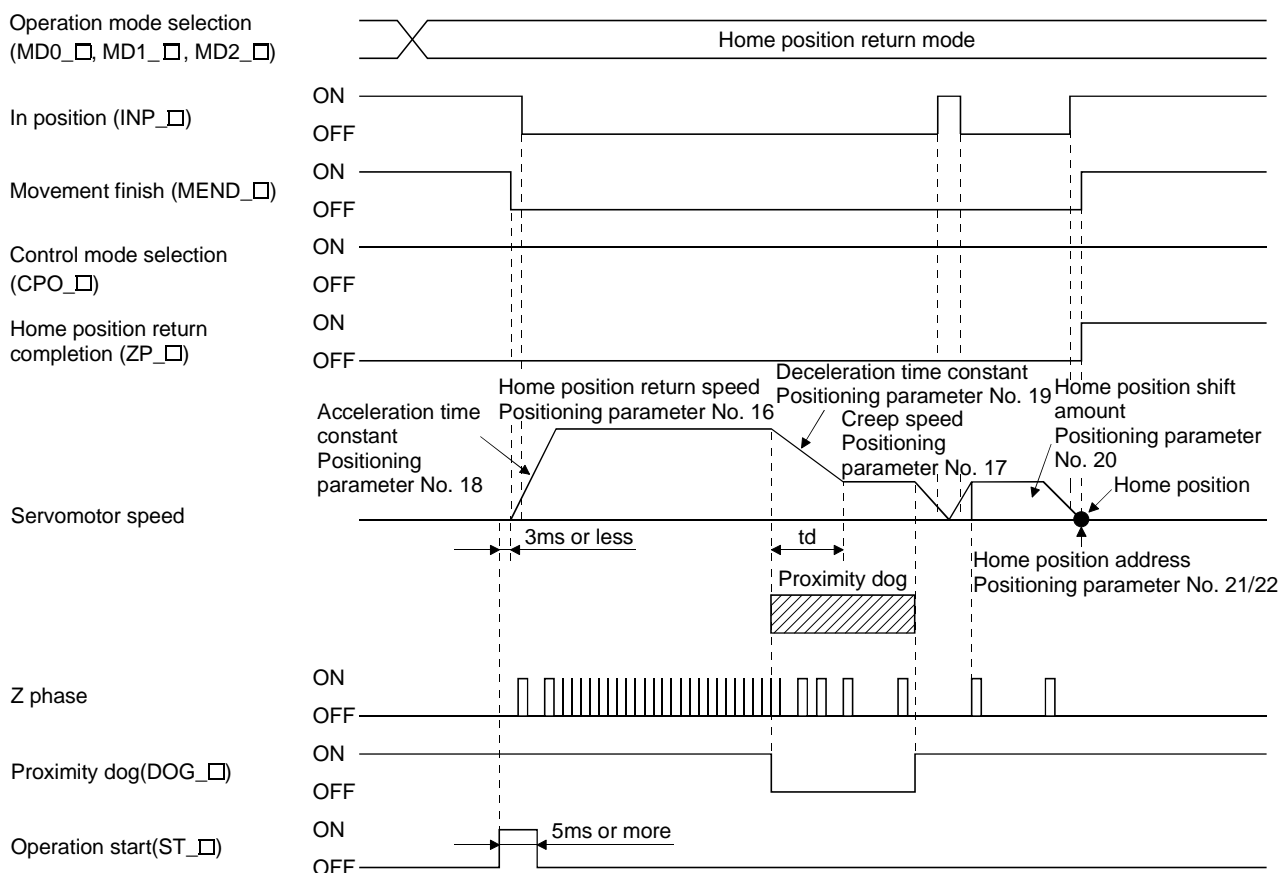 Operation mode selection
(MD0_□, MD1_□, MD2_□)
Home position return mode
In position (INP_□)
ON
OFF
Movement finish (MEND_□)
ON
OFF
Control mode selection
(CPO_□)
ON
OFF
Home position return
completion (ZP_□)
ON
OFF
Acceleration time
constant
Positioning
parameter No. 18
Home position return speed
Positioning parameter No. 16
Deceleration time constant
Positioning parameter No. 19
Creep speed
Positioning
parameter No. 17
Home position shift
amount
Positioning parameter
No. 20
Home position
Servomotor speed
3ms or less
td
Home position address
Positioning parameter No. 21/22
Proximity dog
Z phase
ON
OFF
Proximity dog(DOG_□)
ON
OFF
Operation start(ST_□)
ON
OFF
5ms or more